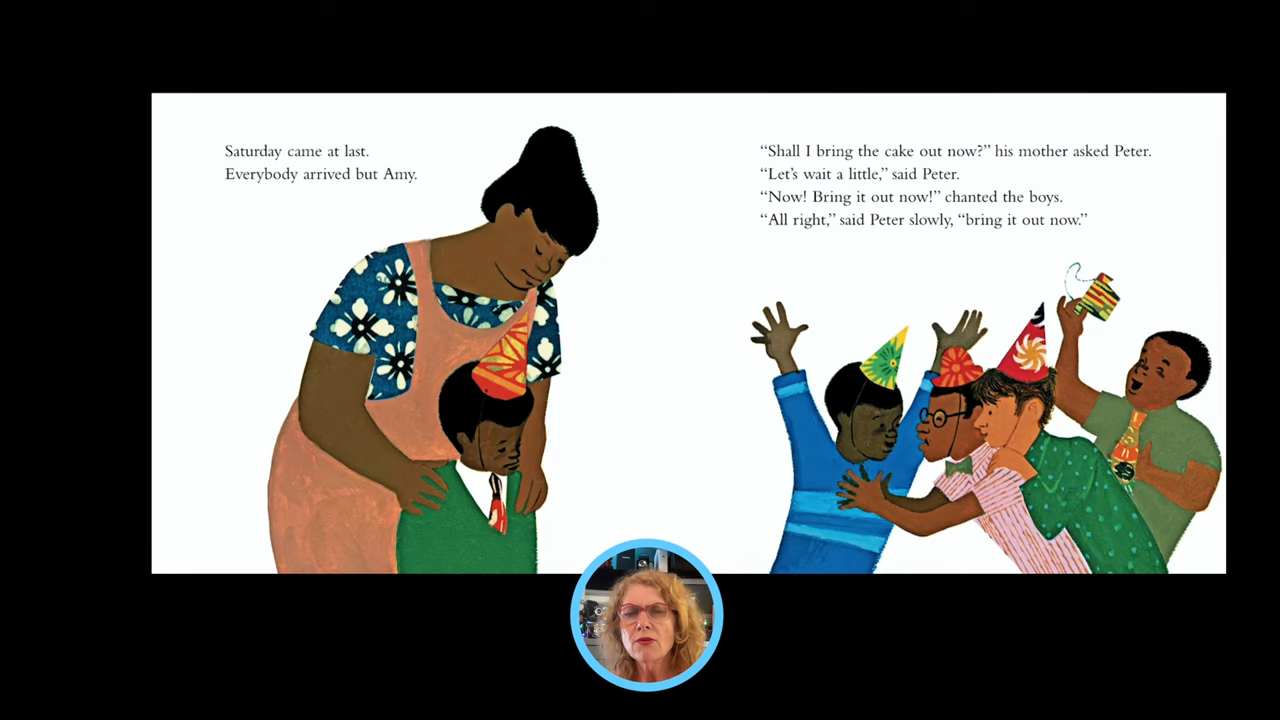 Saturday came at last.
Everybody arrived but Amy.
“Shall I bring the cake out now?” his mother asked Peter.
“Let’s wait a little,” said Peter.
“Now! Bring it out now!” chanted the boys.
“All right,” said Peter slowly, “bring it out now.”